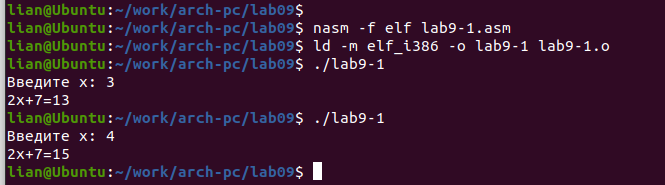 lian@Ubuntu:~/work/arch-pc/lab09$
lian@Ubuntu:~/work/arch-pc/lab09$ nasm -f elf lab9-1.asm
lian@Ubuntu:~/work/arch-pc/lab09$ ld -m elf_i386 -o lab9-1 lab9-1.o
lian@Ubuntu:~/work/arch-pc/lab09$ ./lab9-1
Введите x: 3
2x+7=13
lian@Ubuntu:~/work/arch-pc/lab09$ ./lab9-1
Введите x: 4
2x+7=15
lian@Ubuntu:~/work/arch-pc/lab09$